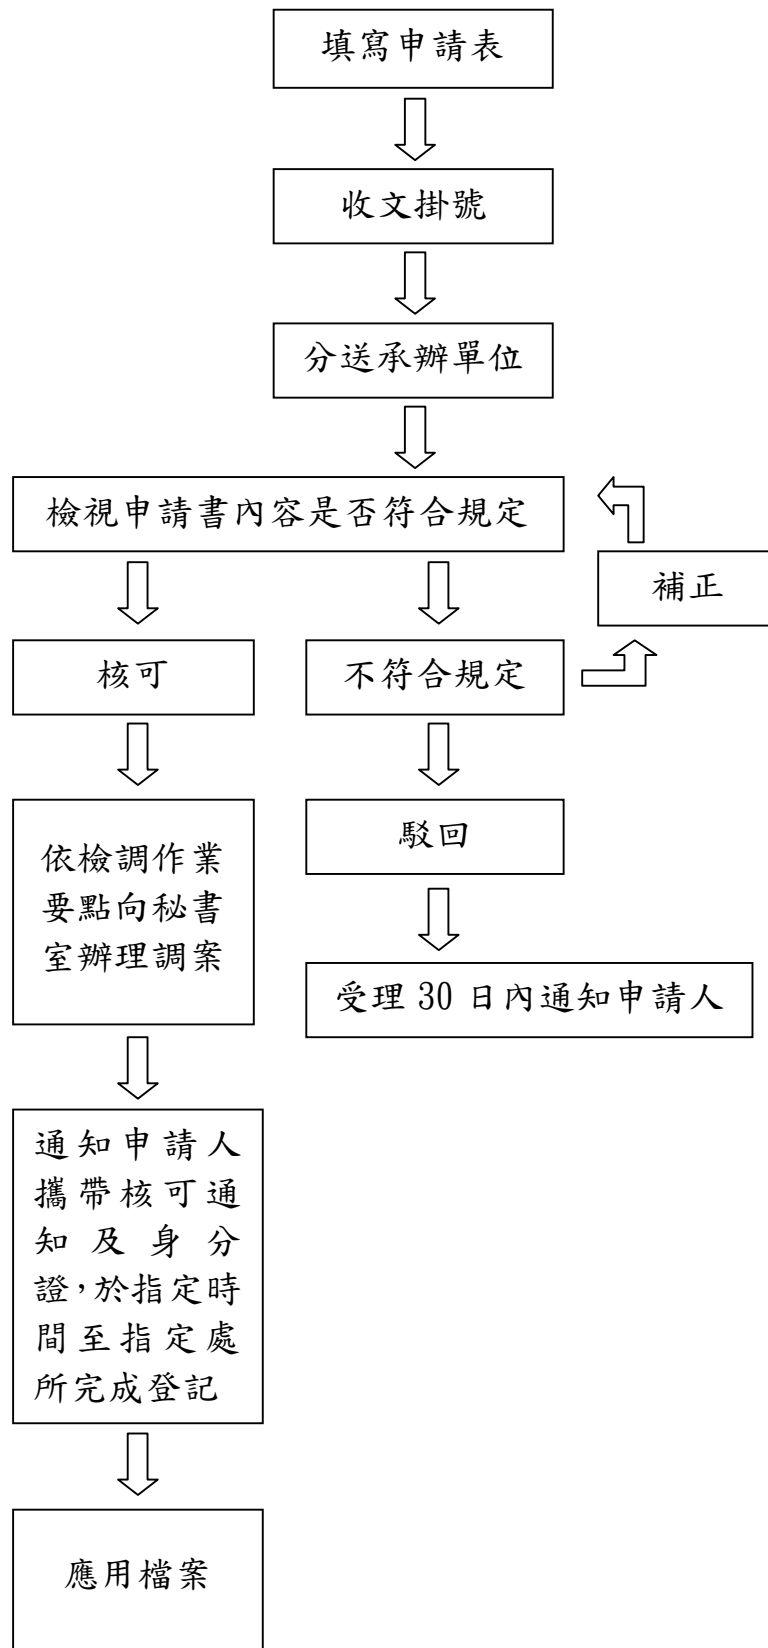 填寫申請表
收文掛號
分送承辦單位
檢視申請書內容是否符合規定
補正
核可
不符合規定
依檢調作業
要點向秘書
室辦理調案
駁回
受理 30 日內通知申請人
通知申請人
攜帶核可通
知及身分
證，於指定時
間至指定處
所完成登記
應用檔案